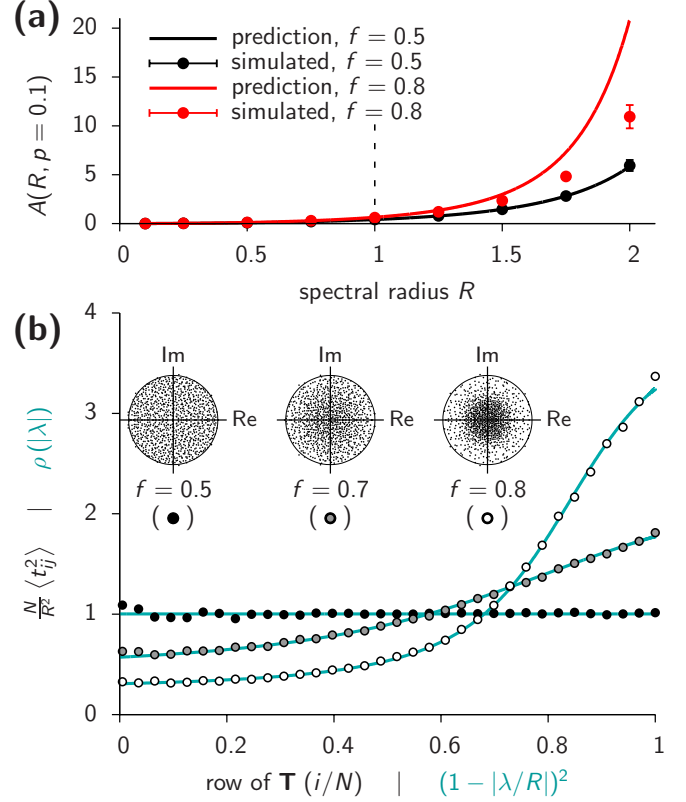 (a)
20
15
10
5
0
A(R, p = 0.1)
prediction, f = 0.5
simulated, f = 0.5
prediction, f = 0.8
simulated, f = 0.8
0 0.5 1 1.5 2
spectral radius R
(b)
4
3
2
1
0
N/R² ⟨t²ᵢⱼ⟩ | ρ(|λ|)
Im Im Im
Re Re Re
f = 0.5 f = 0.7 f = 0.8
( ) ( ) ( )
0 0.2 0.4 0.6 0.8 1
row of T (i/N) | (1 − |λ/R|)²